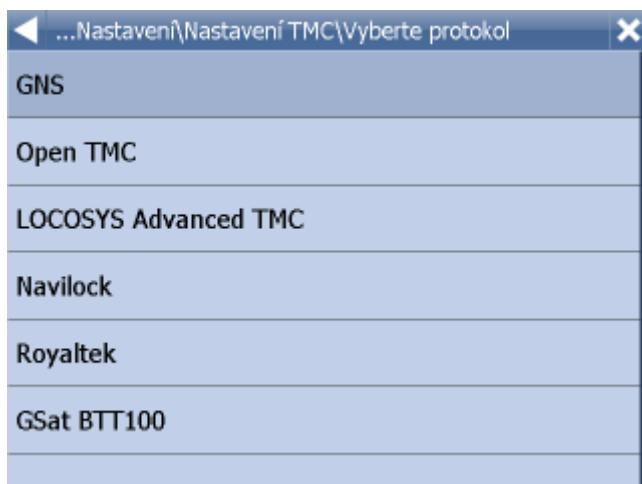 ...Nastavení\Nastavení TMC\Vyberte protokol
GNS
Open TMC
LOCOSYS Advanced TMC
Navilock
Royaltek
GSat BTT100